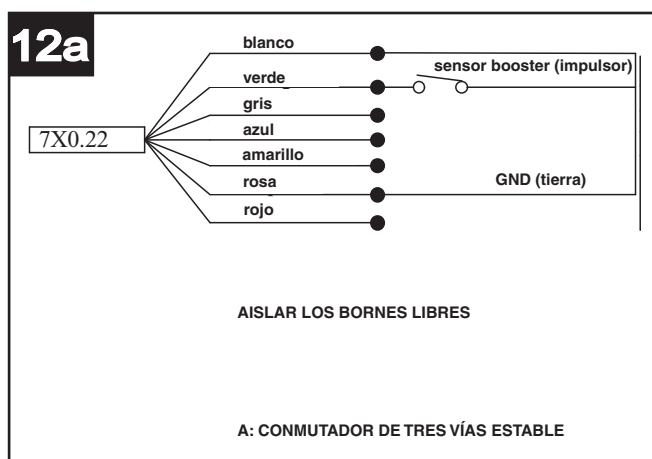 12a
blanco
sensor booster (impulsor)
verde
gris
7X0.22
azul
amarillo
rosa
GND (tierra)
rojo
AISLAR LOS BORNES LIBRES
A: CONMUTADOR DE TRES VÍAS ESTABLE